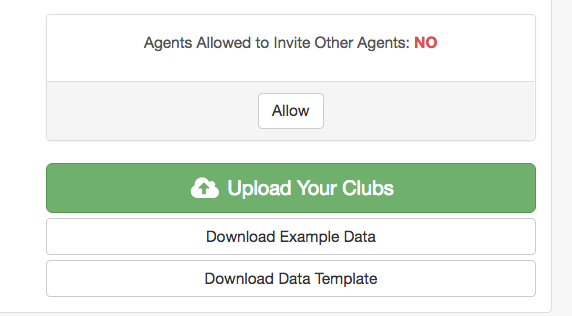 Agents Allowed to Invite Other Agents: NO
Allow
Upload Your Clubs
Download Example Data
Download Data Template